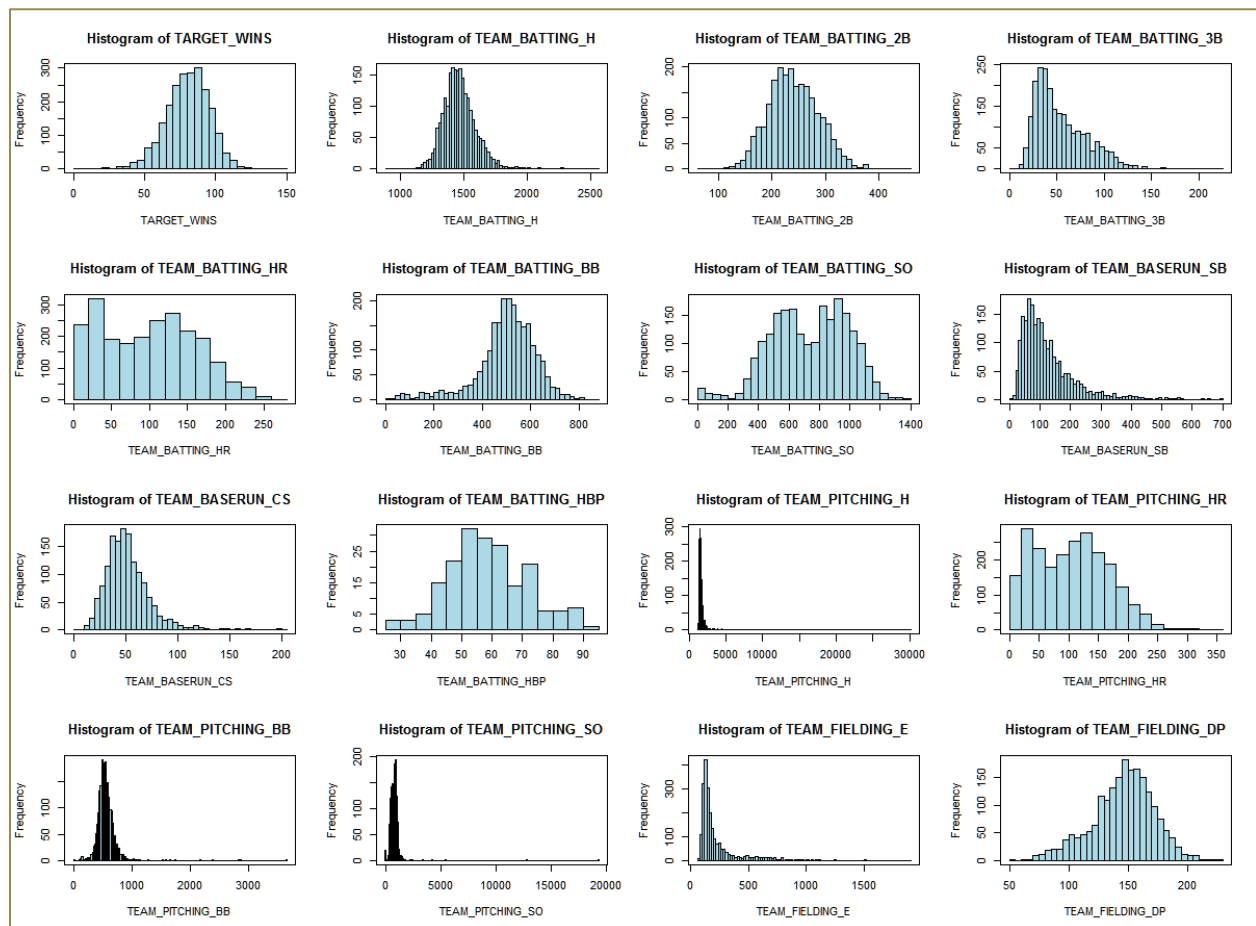 Histogram of TARGET_WINS
Frequency
0 50 100 200 300
0 50 100 150
TARGET_WINS
Histogram of TEAM_BATTING_H
Frequency
0 50 100 150
1000 1500 2000 2500
TEAM_BATTING_H
Histogram of TEAM_BATTING_2B
Frequency
0 50 100 200
100 200 300 400
TEAM_BATTING_2B
Histogram of TEAM_BATTING_3B
Frequency
0 50 100 150 200 250
0 50 100 150 200
TEAM_BATTING_3B
Histogram of TEAM_BATTING_HR
Frequency
0 50 100 200 300
0 50 100 150 200 250
TEAM_BATTING_HR
Histogram of TEAM_BATTING_BB
Frequency
0 50 100 200
0 200 400 600 800
TEAM_BATTING_BB
Histogram of TEAM_BATTING_SO
Frequency
0 50 100 150
0 200 400 600 800 1000 1400
TEAM_BATTING_SO
Histogram of TEAM_BASERUN_SB
Frequency
0 50 100 150
0 100 200 300 400 500 600 700
TEAM_BASERUN_SB
Histogram of TEAM_BASERUN_CS
Frequency
0 50 100 150
0 50 100 150 200
TEAM_BASERUN_CS
Histogram of TEAM_BATTING_HBP
Frequency
0 5 15 25
30 40 50 60 70 80 90
TEAM_BATTING_HBP
Histogram of TEAM_PITCHING_H
Frequency
0 50 100 200 300
0 5000 10000 20000 30000
TEAM_PITCHING_H
Histogram of TEAM_PITCHING_HR
Frequency
0 50 100 200
0 50 100 150 200 250 300 350
TEAM_PITCHING_HR
Histogram of TEAM_PITCHING_BB
Frequency
0 50 100
0 1000 2000 3000
TEAM_PITCHING_BB
Histogram of TEAM_PITCHING_SO
Frequency
0 50 100 200
0 5000 10000 15000 20000
TEAM_PITCHING_SO
Histogram of TEAM_FIELDING_E
Frequency
0 100 200 300
0 500 1000 1500
TEAM_FIELDING_E
Histogram of TEAM_FIELDING_DP
Frequency
0 50 100 150
50 100 150 200
TEAM_FIELDING_DP